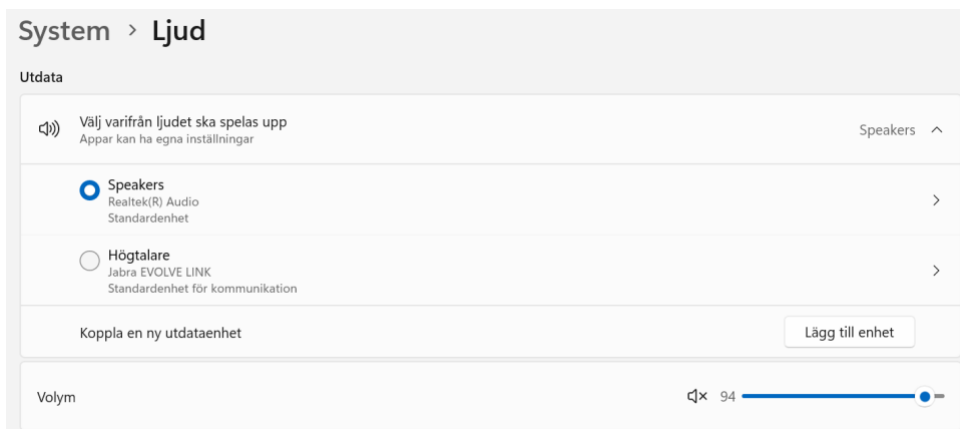 System > Ljud
Utdata
Välj varifrån ljudet ska spelas upp
Appar kan ha egna inställningar
Speakers
Speakers
Realtek(R) Audio
Standardenhet
Högtalare
Jabra EVOLVE LINK
Standardenhet för kommunikation
Koppla en ny utdataenhet
Lägg till enhet
Volym
94